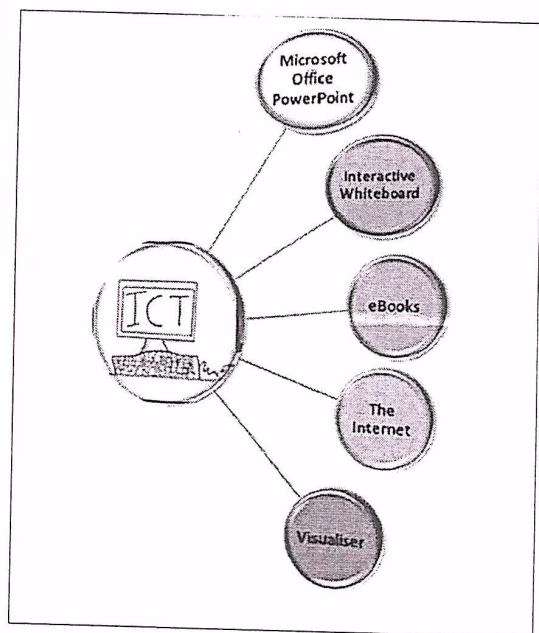 Microsoft
Office
PowerPoint
Interactive
Whiteboard
ICT
eBooks
The
Internet
Visualiser